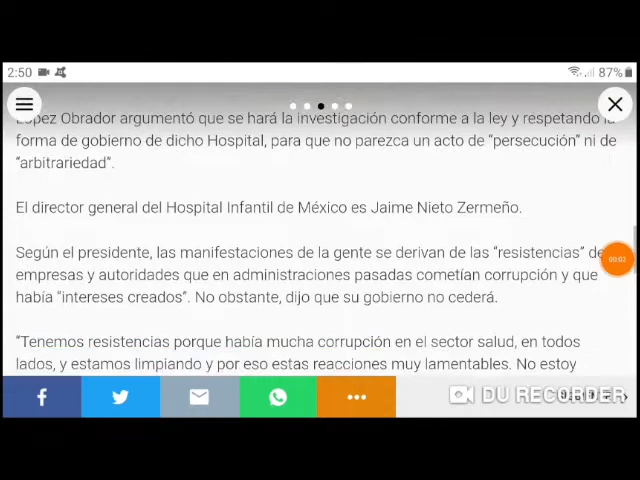 2:50
87%
López Obrador argumentó que se hará la investigación conforme a la ley y respetando la
forma de gobierno de dicho Hospital, para que no parezca un acto de “persecución” ni de
“arbitrariedad”.
El director general del Hospital Infantil de México es Jaime Nieto Zermeño.
Según el presidente, las manifestaciones de la gente se derivan de las “resistencias” de
empresas y autoridades que en administraciones pasadas cometían corrupción y que
00:02
había “intereses creados”. No obstante, dijo que su gobierno no cederá.
“Tenemos resistencias porque había mucha corrupción en el sector salud, en todos
lados, y estamos limpiando y por eso estas reacciones muy lamentables. No estoy
DU RECORDER